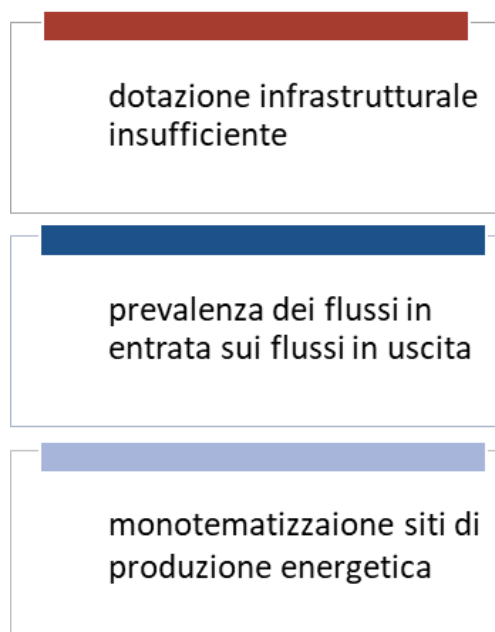 dotazione infrastrutturale
insufficiente
prevalenza dei flussi in
entrata sui flussi in uscita
monotematizzaione siti di
produzione energetica